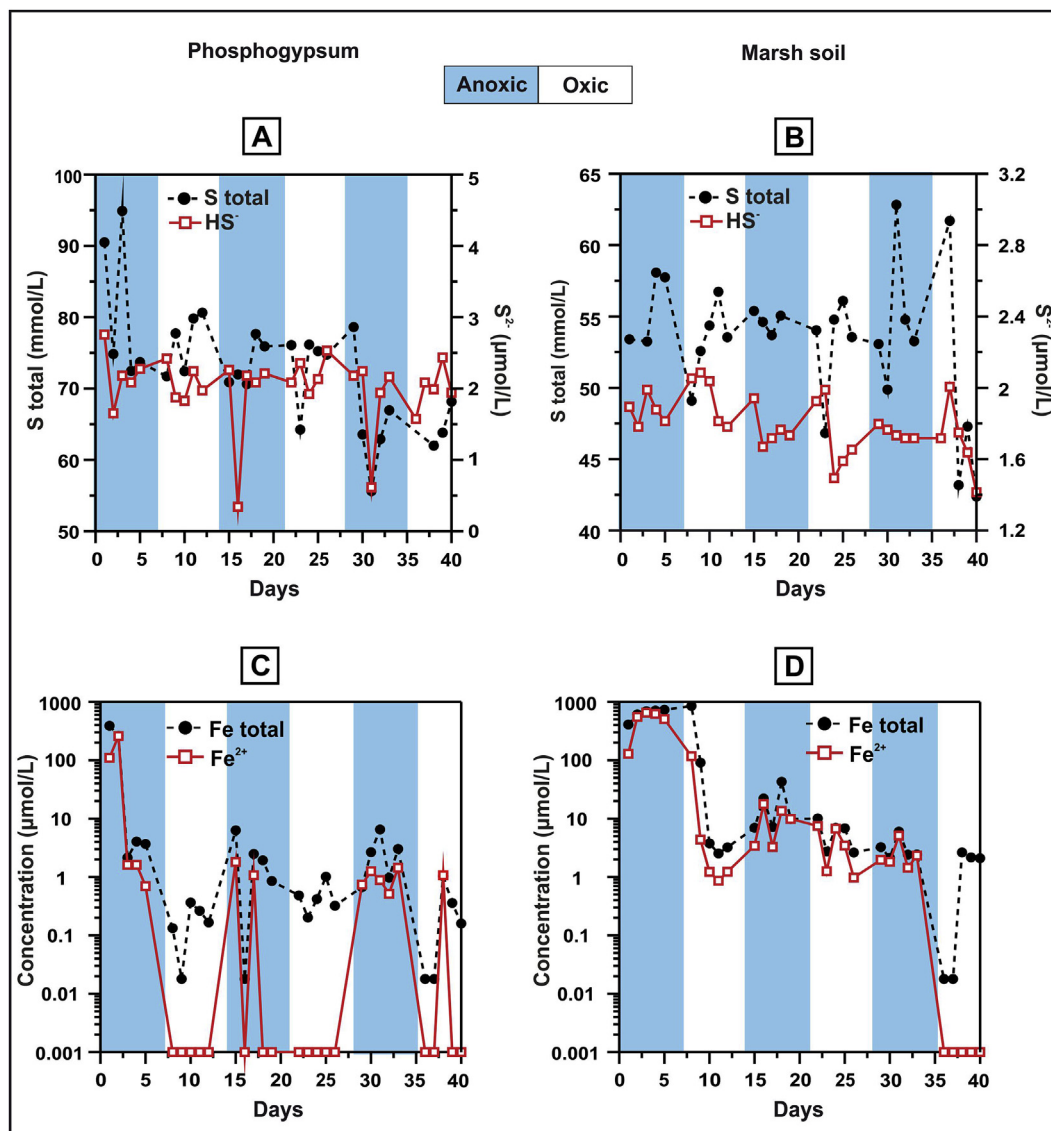 Phosphogypsum
Marsh soil
Anoxic Oxic
A
S total
HS⁻
100
90
80
70
60
50
5
4
3
2
1
0
0 5 10 15 20 25 30 35 40
S total (mmol/L)
S²⁻ (µmol/L)
Days
B
S total
HS⁻
65
60
55
50
45
40
3.2
2.8
2.4
2
1.6
1.2
0 5 10 15 20 25 30 35 40
S total (mmol/L)
S²⁻ (µmol/L)
Days
C
Fe total
Fe²⁺
1000
100
10
1
0.1
0.01
0.001
0 5 10 15 20 25 30 35 40
Concentration (µmol/L)
Days
D
Fe total
Fe²⁺
1000
100
10
1
0.1
0.01
0.001
0 5 10 15 20 25 30 35 40
Concentration (µmol/L)
Days